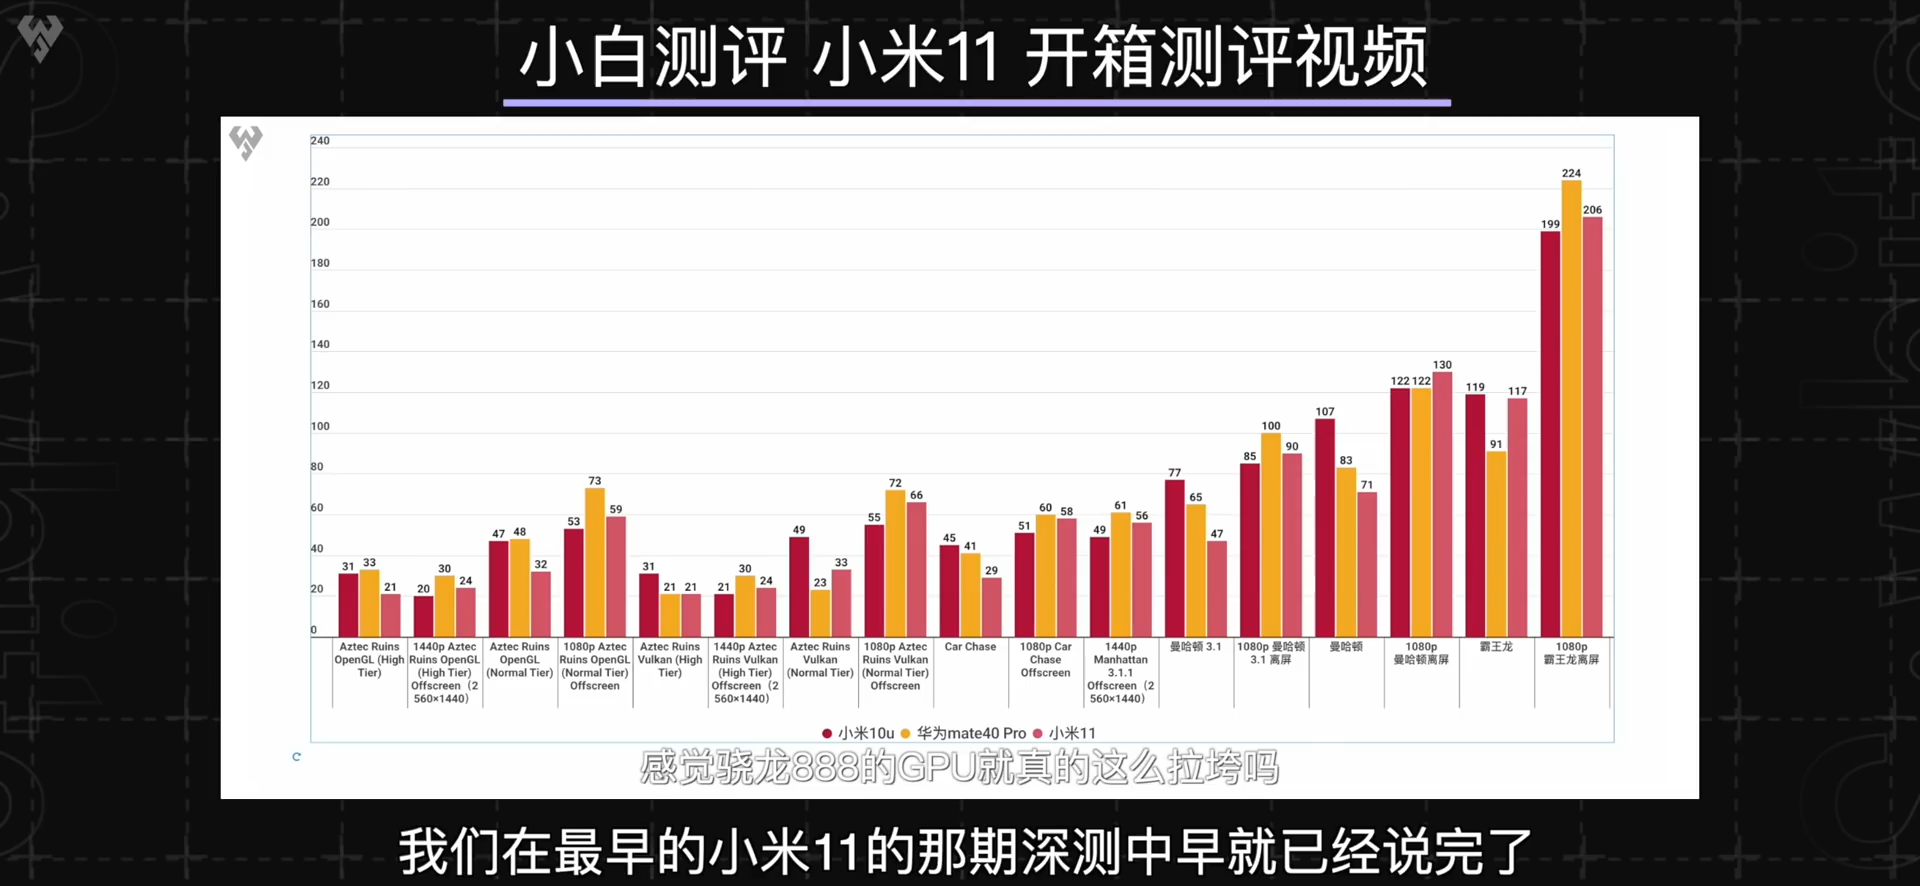 小白测评 小米11 开箱测评视频
240
220
200
180
160
140
120
100
80
60
40
20
0
31 33 21
20 30 24
47 48 32
53 73 59
31 21 21
21 30 24
49 23 33
55 72 66
45 41 29
51 60 58
49 61 56
77 65 47
85 100 90
107 83 71
122 122 130
119 91 117
199 224 206
Aztec Ruins
OpenGL (High
Tier)
1440p Aztec
Ruins OpenGL
(High Tier)
Offscreen（2
560×1440）
Aztec Ruins
OpenGL
(Normal Tier)
1080p Aztec
Ruins OpenGL
(Normal Tier)
Offscreen
Aztec Ruins
Vulkan (High
Tier)
1440p Aztec
Ruins Vulkan
(High Tier)
Offscreen（2
560×1440）
Aztec Ruins
Vulkan
(Normal Tier)
1080p Aztec
Ruins Vulkan
(Normal Tier)
Offscreen
Car Chase
1080p Car
Chase
Offscreen
1440p
Manhattan
3.1.1
Offscreen（2
560×1440）
曼哈顿 3.1
1080p 曼哈顿
3.1 离屏
曼哈顿
1080p
曼哈顿离屏
霸王龙
1080p
霸王龙离屏
小米10u 华为mate40 Pro 小米11
感觉骁龙888的GPU就真的这么拉垮吗
我们在最早的小米11的那期深测中早就已经说完了